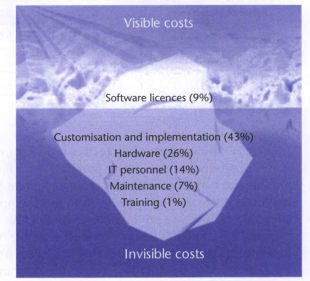 Visible costs
Software licences (9%)
Customisation and implementation (43%)
Hardware (26%)
IT personnel (14%)
Maintenance (7%)
Training (1%)
Invisible costs